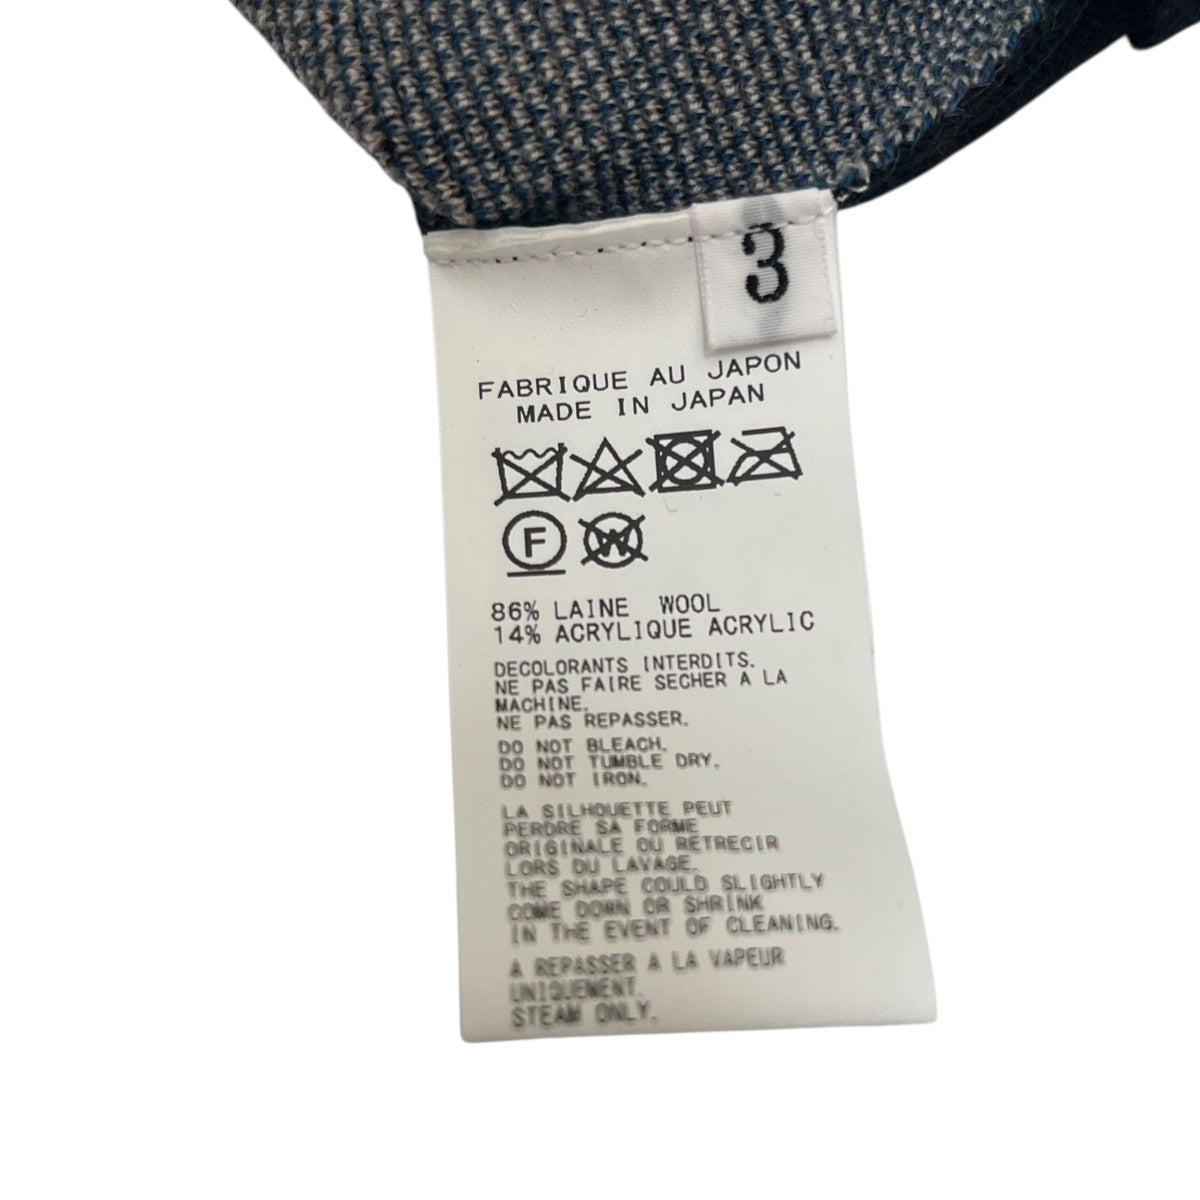 3
FABRIQUE AU JAPON
MADE IN JAPAN
F W
86% LAINE WOOL
14% ACRYLIQUE ACRYLIC
DECOLORANTS INTERDITS.
NE PAS FAIRE SECHER A LA
MACHINE.
NE PAS REPASSER.
DO NOT BLEACH.
DO NOT TUMBLE DRY.
DO NOT IRON.
LA SILHOUETTE PEUT
PERDRE SA FORME
ORIGINALE OU RETRECIR
LORS DU LAVAGE.
THE SHAPE COULD SLIGHTLY
COME DOWN OR SHRINK
IN THE EVENT OF CLEANING.
A REPASSER A LA VAPEUR
UNIQUEMENT.
STEAM ONLY.